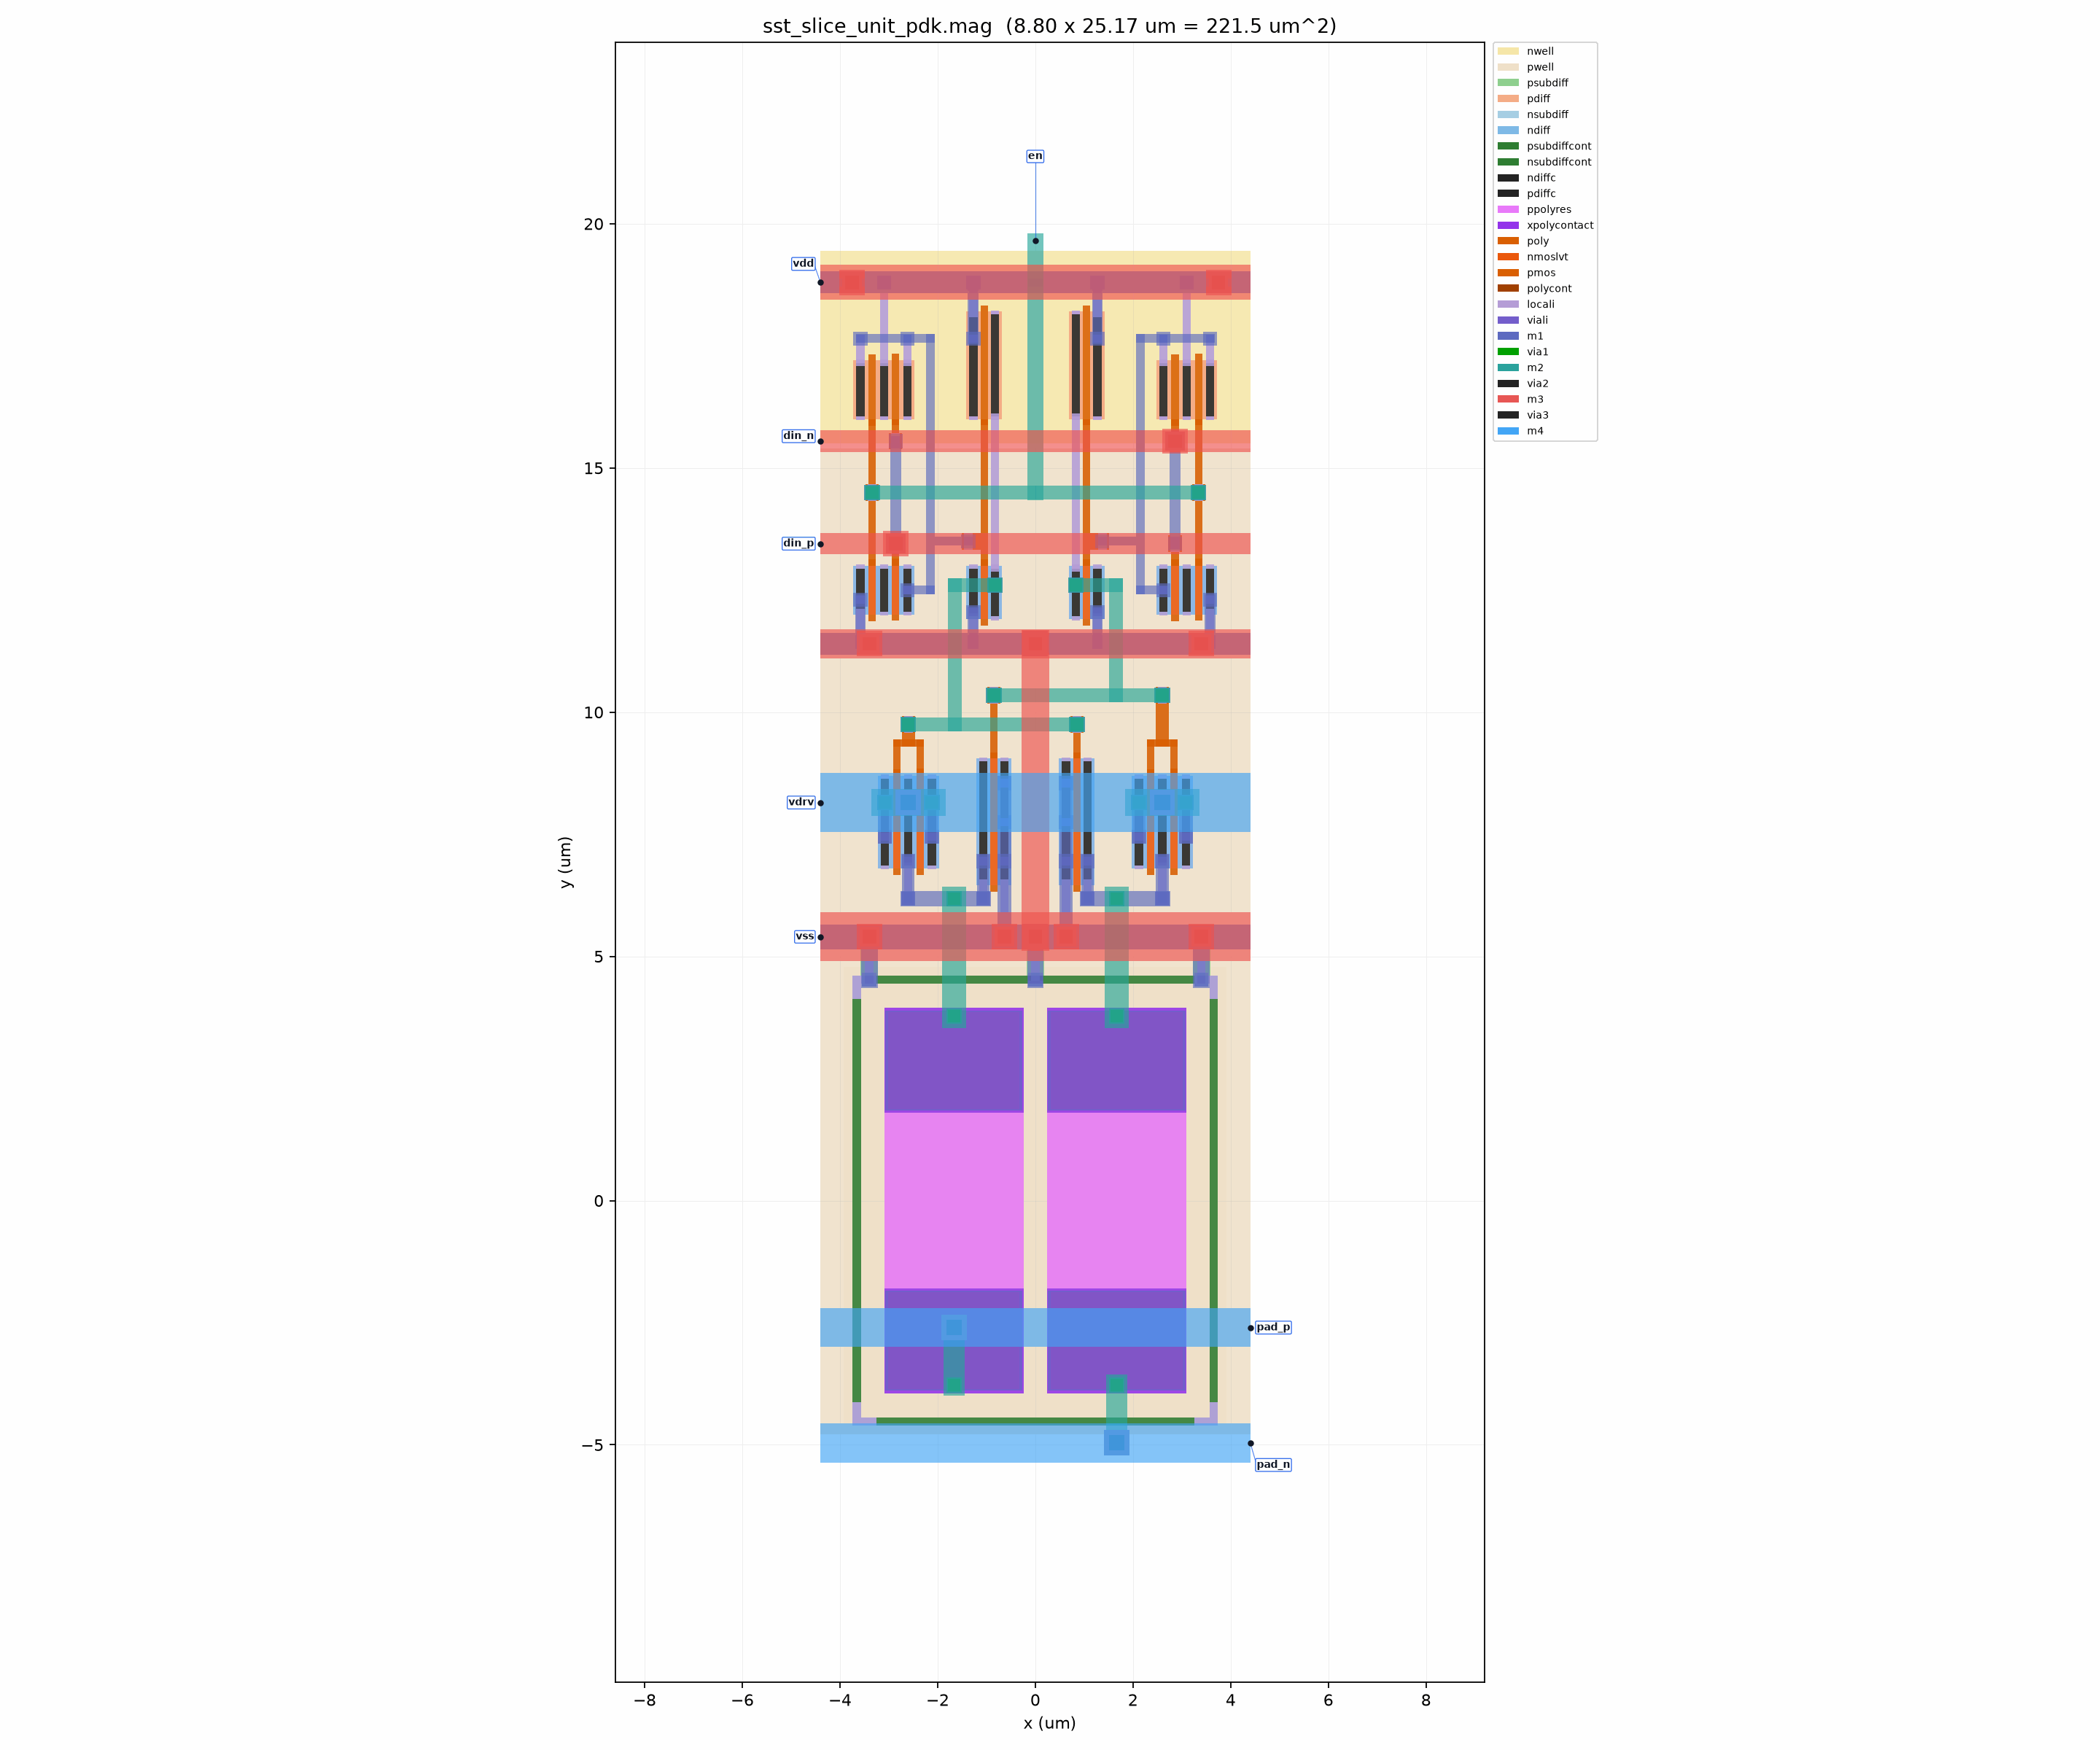 sst_slice_unit_pdk.mag (8.80 x 25.17 um = 221.5 um^2)
nwell
pwell
psubdiff
pdiff
nsubdiff
ndiff
psubdiffcont
nsubdiffcont
ndiffc
pdiffc
ppolyres
xpolycontact
poly
nmoslvt
pmos
polycont
locali
viali
m1
via1
m2
via2
m3
via3
m4
en
vdd
din_n
din_p
vdrv
vss
pad_p
pad_n
20
15
10
5
0
−5
y (um)
−8 −6 −4 −2 0 2 4 6 8
x (um)